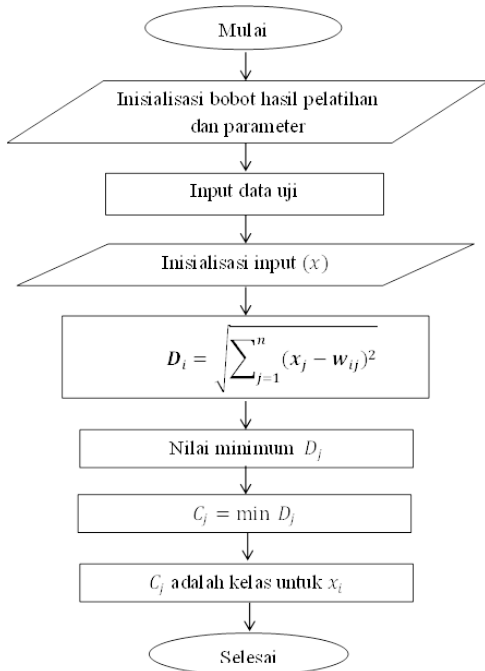 Mulai
Inisialisasi bobot hasil pelatihan
dan parameter
Input data uji
Inisialisasi input (x)
D_i = √(∑_{j=1}^{n} (x_j − w_{ij})²)
Nilai minimum D_j
C_j = min D_j
C_j adalah kelas untuk x_i
Selesai